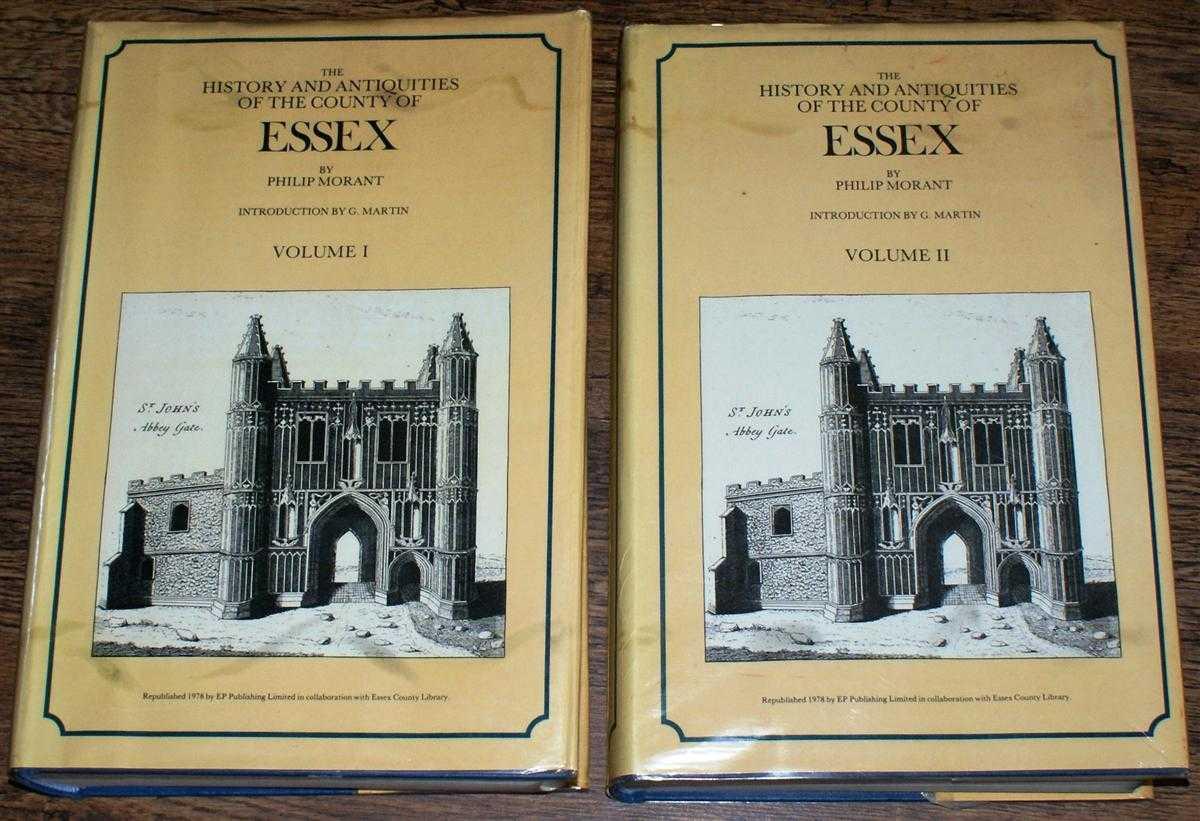 THE
HISTORY AND ANTIQUITIES
OF THE COUNTY OF
ESSEX
BY
PHILIP MORANT
INTRODUCTION BY G. MARTIN
VOLUME I
ST JOHN'S
Abbey Gate.
Republished 1978 by EP Publishing Limited in collaboration with Essex County Library.
THE
HISTORY AND ANTIQUITIES
OF THE COUNTY OF
ESSEX
BY
PHILIP MORANT
INTRODUCTION BY G. MARTIN
VOLUME II
ST JOHN'S
Abbey Gate.
Republished 1978 by EP Publishing Limited in collaboration with Essex County Library.